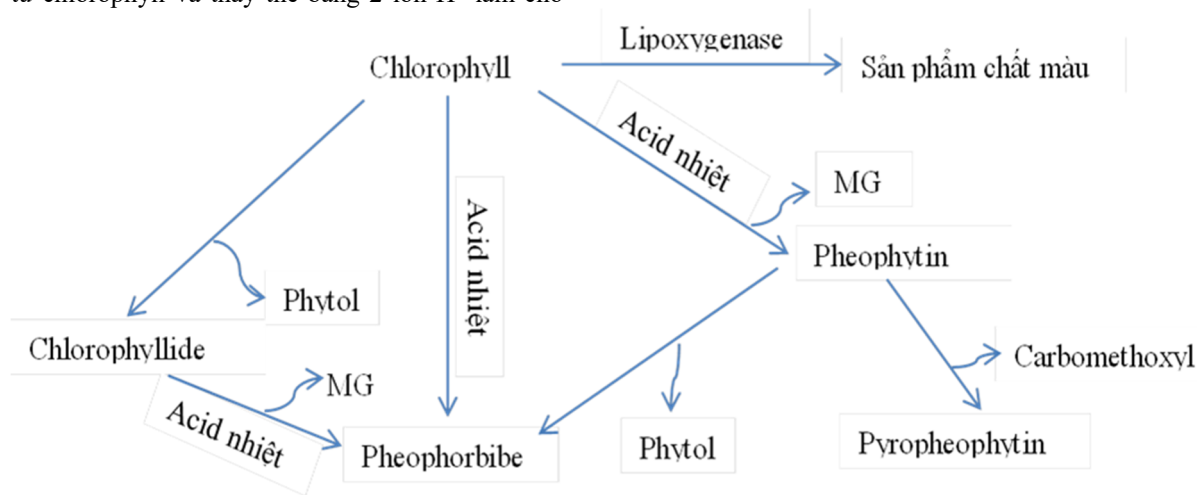 Lipoxygenase
Chlorophyll
Sản phẩm chất màu
Acid nhiệt
MG
Acid nhiệt
Pheophytin
Phytol
Chlorophyllide
MG
Carbomethoxyl
Acid nhiệt
Pheophorbibe
Phytol
Pyropheophytin